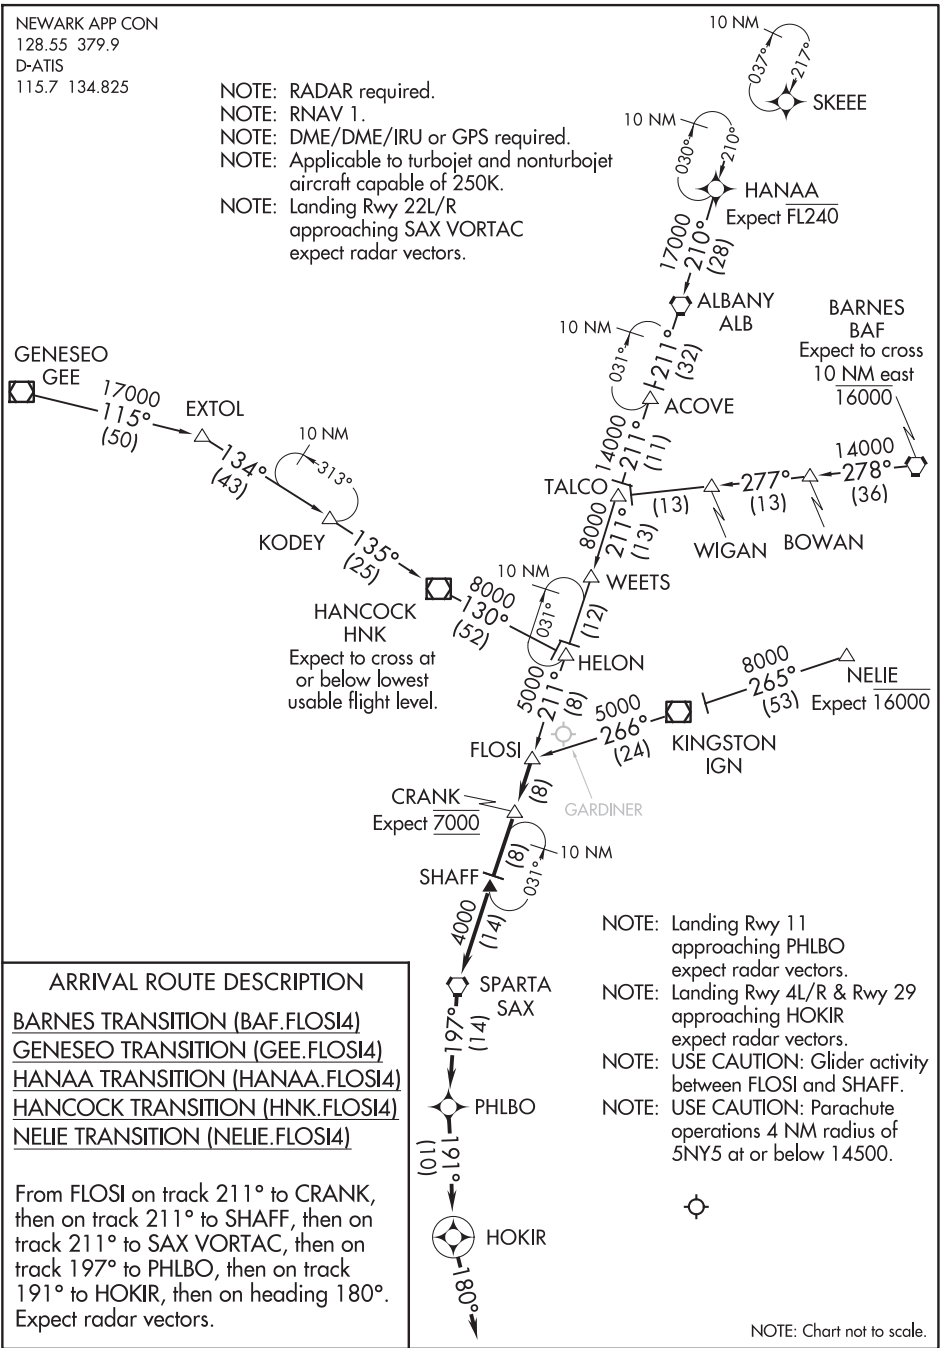 NEWARK APP CON
128.55 379.9
D-ATIS
115.7 134.825
NOTE: RADAR required.
NOTE: RNAV 1.
NOTE: DME/DME/IRU or GPS required.
NOTE: Applicable to turbojet and nonturbojet
aircraft capable of 250K.
NOTE: Landing Rwy 22L/R
approaching SAX VORTAC
expect radar vectors.
10 NM
037°
217°
SKEEE
10 NM
030°
210°
HANAA
Expect FL240
17000
210°
(28)
ALBANY
ALB
10 NM
031°
211°
(32)
ACOVE
BARNES
BAF
Expect to cross
10 NM east
16000
GENESEO
GEE
17000
115°
(50)
EXTOL
134°
(43)
10 NM
313°
KODEY
135°
(25)
14000
211°
(11)
TALCO
14000
278°
(36)
277°
(13)
(13)
WIGAN
BOWAN
8000
211°
(13)
WEETS
10 NM
031°
(12)
HANCOCK
HNK
Expect to cross at
or below lowest
usable flight level.
8000
130°
(52)
HELON
5000
211°
(8)
8000
265°
(53)
NELIE
Expect 16000
5000
266°
(24)
KINGSTON
IGN
FLOSI
GARDINER
(8)
CRANK
Expect 7000
(8)
031°
10 NM
SHAFF
4000
(14)
SPARTA
SAX
197°
(14)
PHLBO
191°
(10)
HOKIR
180°
NOTE: Landing Rwy 11
approaching PHLBO
expect radar vectors.
NOTE: Landing Rwy 4L/R & Rwy 29
approaching HOKIR
expect radar vectors.
NOTE: USE CAUTION: Glider activity
between FLOSI and SHAFF.
NOTE: USE CAUTION: Parachute
operations 4 NM radius of
5NY5 at or below 14500.
ARRIVAL ROUTE DESCRIPTION
BARNES TRANSITION (BAF.FLOSI4)
GENESEO TRANSITION (GEE.FLOSI4)
HANAA TRANSITION (HANAA.FLOSI4)
HANCOCK TRANSITION (HNK.FLOSI4)
NELIE TRANSITION (NELIE.FLOSI4)
From FLOSI on track 211° to CRANK,
then on track 211° to SHAFF, then on
track 211° to SAX VORTAC, then on
track 197° to PHLBO, then on track
191° to HOKIR, then on heading 180°.
Expect radar vectors.
NOTE: Chart not to scale.